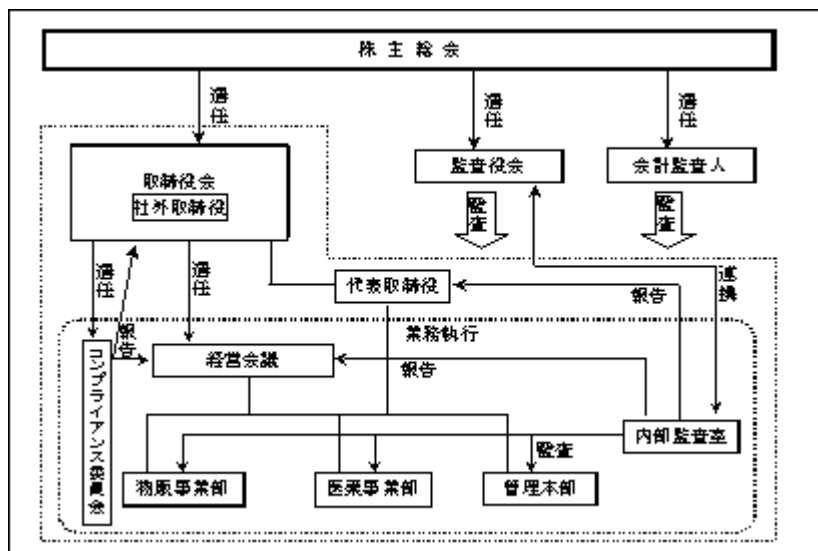 株主総会
選任
選任
選任
取締役会
社外取締役
監査役会
会計監査人
監査
監査
選任
選任
代表取締役
報告
連携
報告
業務執行
経営会議
報告
コンプライアンス委員会
内部監査室
監査
物販事業部
医薬事業部
管理本部